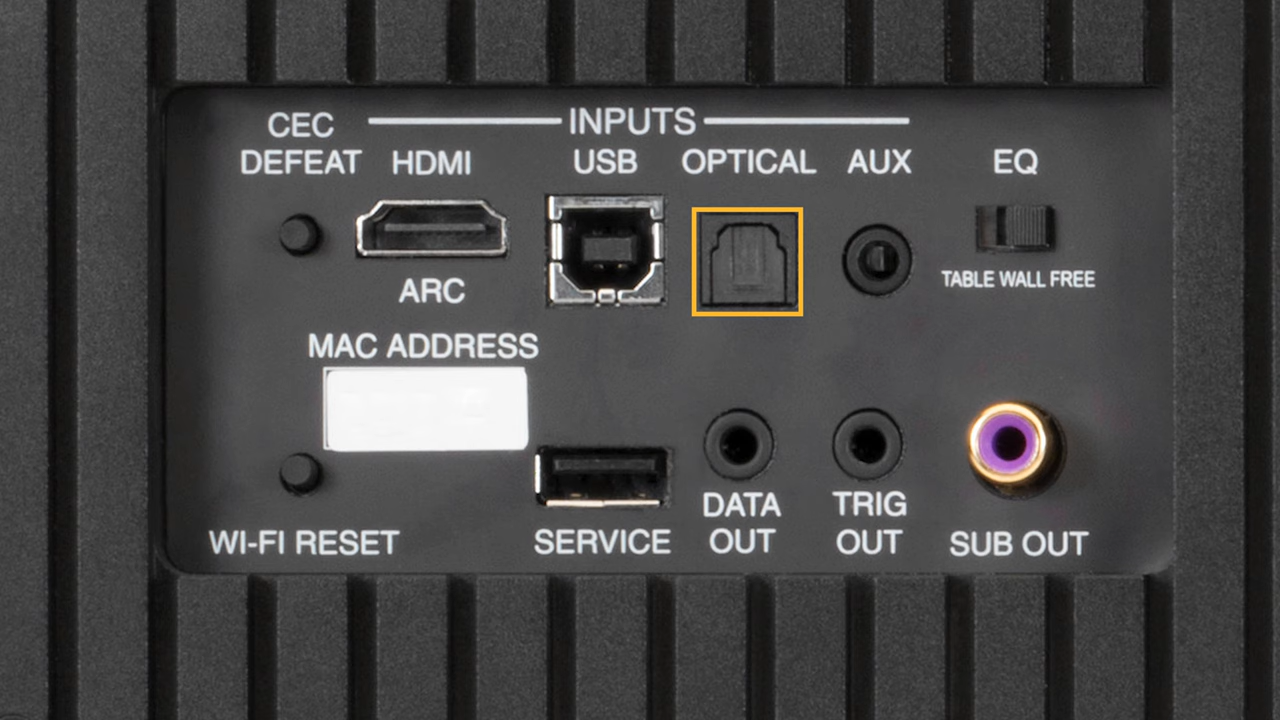 INPUTS
CEC
DEFEAT
HDMI
USB
OPTICAL
AUX
EQ
ARC
TABLE WALL FREE
MAC ADDRESS
WI-FI RESET
SERVICE
DATA
OUT
TRIG
OUT
SUB OUT